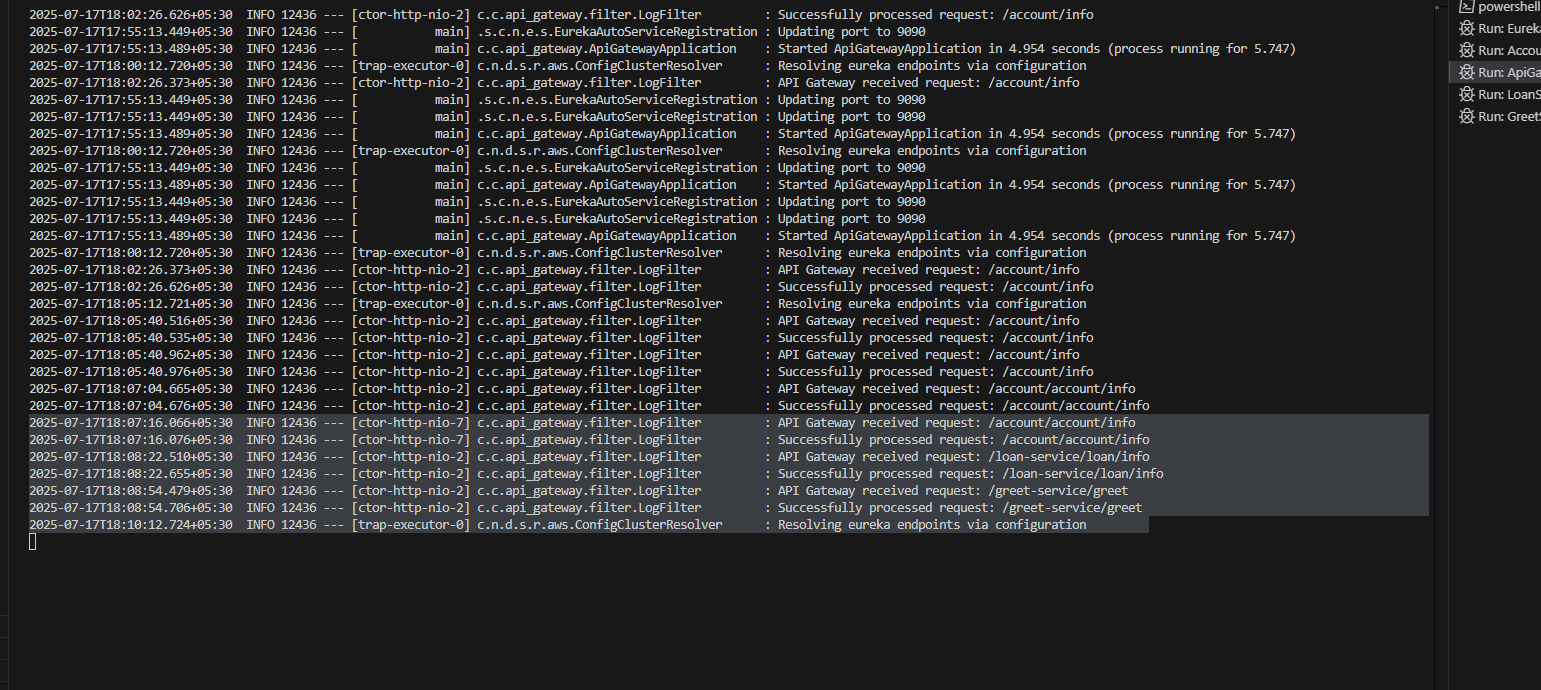 2025-07-17T18:02:26.626+05:30  INFO 12436 --- [ctor-http-nio-2] c.c.api_gateway.filter.LogFilter         : Successfully processed request: /account/info
2025-07-17T17:55:13.449+05:30  INFO 12436 --- [           main] .s.c.n.e.s.EurekaAutoServiceRegistration : Updating port to 9090
2025-07-17T17:55:13.489+05:30  INFO 12436 --- [           main] c.c.api_gateway.ApiGatewayApplication    : Started ApiGatewayApplication in 4.954 seconds (process running for 5.747)
2025-07-17T18:00:12.720+05:30  INFO 12436 --- [trap-executor-0] c.n.d.s.r.aws.ConfigClusterResolver      : Resolving eureka endpoints via configuration
2025-07-17T18:02:26.373+05:30  INFO 12436 --- [ctor-http-nio-2] c.c.api_gateway.filter.LogFilter         : API Gateway received request: /account/info
2025-07-17T17:55:13.449+05:30  INFO 12436 --- [           main] .s.c.n.e.s.EurekaAutoServiceRegistration : Updating port to 9090
2025-07-17T17:55:13.449+05:30  INFO 12436 --- [           main] .s.c.n.e.s.EurekaAutoServiceRegistration : Updating port to 9090
2025-07-17T17:55:13.489+05:30  INFO 12436 --- [           main] c.c.api_gateway.ApiGatewayApplication    : Started ApiGatewayApplication in 4.954 seconds (process running for 5.747)
2025-07-17T18:00:12.720+05:30  INFO 12436 --- [trap-executor-0] c.n.d.s.r.aws.ConfigClusterResolver      : Resolving eureka endpoints via configuration
2025-07-17T17:55:13.449+05:30  INFO 12436 --- [           main] .s.c.n.e.s.EurekaAutoServiceRegistration : Updating port to 9090
2025-07-17T17:55:13.489+05:30  INFO 12436 --- [           main] c.c.api_gateway.ApiGatewayApplication    : Started ApiGatewayApplication in 4.954 seconds (process running for 5.747)
2025-07-17T17:55:13.449+05:30  INFO 12436 --- [           main] .s.c.n.e.s.EurekaAutoServiceRegistration : Updating port to 9090
2025-07-17T17:55:13.449+05:30  INFO 12436 --- [           main] .s.c.n.e.s.EurekaAutoServiceRegistration : Updating port to 9090
2025-07-17T17:55:13.489+05:30  INFO 12436 --- [           main] c.c.api_gateway.ApiGatewayApplication    : Started ApiGatewayApplication in 4.954 seconds (process running for 5.747)
2025-07-17T18:00:12.720+05:30  INFO 12436 --- [trap-executor-0] c.n.d.s.r.aws.ConfigClusterResolver      : Resolving eureka endpoints via configuration
2025-07-17T18:02:26.373+05:30  INFO 12436 --- [ctor-http-nio-2] c.c.api_gateway.filter.LogFilter         : API Gateway received request: /account/info
2025-07-17T18:02:26.626+05:30  INFO 12436 --- [ctor-http-nio-2] c.c.api_gateway.filter.LogFilter         : Successfully processed request: /account/info
2025-07-17T18:05:12.721+05:30  INFO 12436 --- [trap-executor-0] c.n.d.s.r.aws.ConfigClusterResolver      : Resolving eureka endpoints via configuration
2025-07-17T18:05:40.516+05:30  INFO 12436 --- [ctor-http-nio-2] c.c.api_gateway.filter.LogFilter         : API Gateway received request: /account/info
2025-07-17T18:05:40.535+05:30  INFO 12436 --- [ctor-http-nio-2] c.c.api_gateway.filter.LogFilter         : Successfully processed request: /account/info
2025-07-17T18:05:40.962+05:30  INFO 12436 --- [ctor-http-nio-2] c.c.api_gateway.filter.LogFilter         : API Gateway received request: /account/info
2025-07-17T18:05:40.976+05:30  INFO 12436 --- [ctor-http-nio-2] c.c.api_gateway.filter.LogFilter         : Successfully processed request: /account/info
2025-07-17T18:07:04.665+05:30  INFO 12436 --- [ctor-http-nio-2] c.c.api_gateway.filter.LogFilter         : API Gateway received request: /account/account/info
2025-07-17T18:07:04.676+05:30  INFO 12436 --- [ctor-http-nio-2] c.c.api_gateway.filter.LogFilter         : Successfully processed request: /account/account/info
2025-07-17T18:07:16.066+05:30  INFO 12436 --- [ctor-http-nio-7] c.c.api_gateway.filter.LogFilter         : API Gateway received request: /account/account/info
2025-07-17T18:07:16.076+05:30  INFO 12436 --- [ctor-http-nio-7] c.c.api_gateway.filter.LogFilter         : Successfully processed request: /account/account/info
2025-07-17T18:08:22.510+05:30  INFO 12436 --- [ctor-http-nio-2] c.c.api_gateway.filter.LogFilter         : API Gateway received request: /loan-service/loan/info
2025-07-17T18:08:22.655+05:30  INFO 12436 --- [ctor-http-nio-2] c.c.api_gateway.filter.LogFilter         : Successfully processed request: /loan-service/loan/info
2025-07-17T18:08:54.479+05:30  INFO 12436 --- [ctor-http-nio-2] c.c.api_gateway.filter.LogFilter         : API Gateway received request: /greet-service/greet
2025-07-17T18:08:54.706+05:30  INFO 12436 --- [ctor-http-nio-2] c.c.api_gateway.filter.LogFilter         : Successfully processed request: /greet-service/greet
2025-07-17T18:10:12.724+05:30  INFO 12436 --- [trap-executor-0] c.n.d.s.r.aws.ConfigClusterResolver      : Resolving eureka endpoints via configuration
powershell
Run: Eureka
Run: Accou
Run: ApiGa
Run: LoanS
Run: GreetS